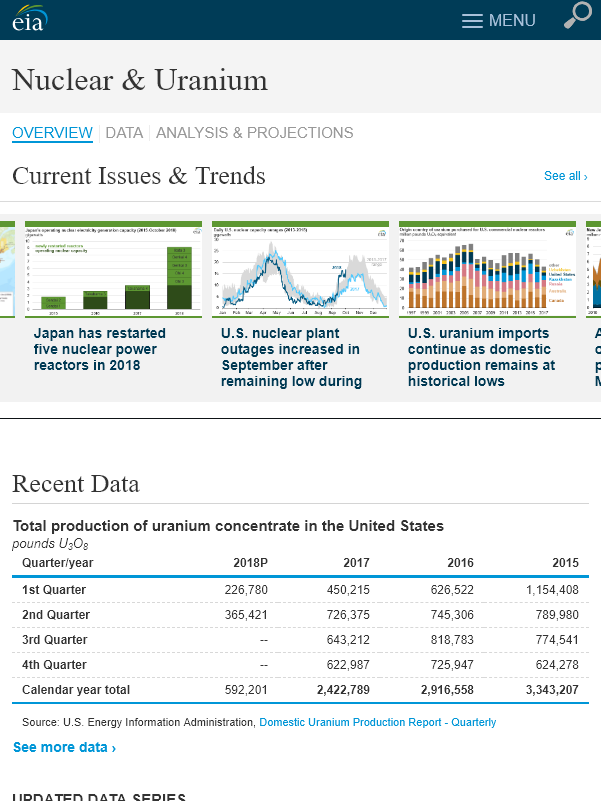 eia
MENU
Nuclear & Uranium
OVERVIEW DATA ANALYSIS & PROJECTIONS
Current Issues & Trends
See all ›
Japan has restarted
five nuclear power
reactors in 2018
U.S. nuclear plant
outages increased in
September after
remaining low during
U.S. uranium imports
continue as domestic
production remains at
historical lows
Recent Data
Total production of uranium concentrate in the United States
pounds U₃O₈
Quarter/year 2018P 2017 2016 2015
1st Quarter 226,780 450,215 626,522 1,154,408
2nd Quarter 365,421 726,375 745,306 789,980
3rd Quarter -- 643,212 818,783 774,541
4th Quarter -- 622,987 725,947 624,278
Calendar year total 592,201 2,422,789 2,916,558 3,343,207
Source: U.S. Energy Information Administration, Domestic Uranium Production Report - Quarterly
See more data ›
UPDATED DATA SERIES